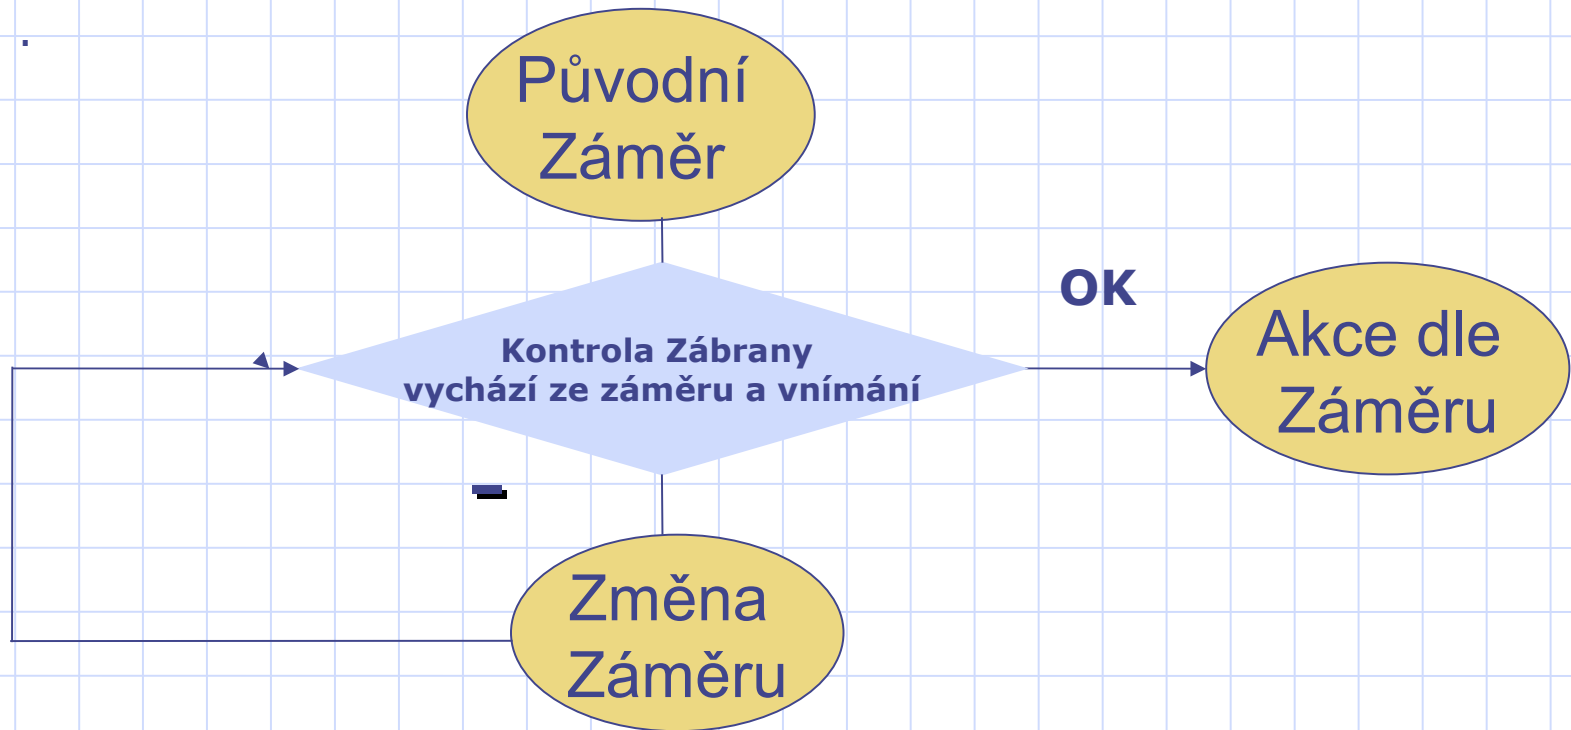 .
Původní
Záměr
OK
Kontrola Zábrany
vychází ze záměru a vnímání
Akce dle
Záměru
-
Změna
Záměru